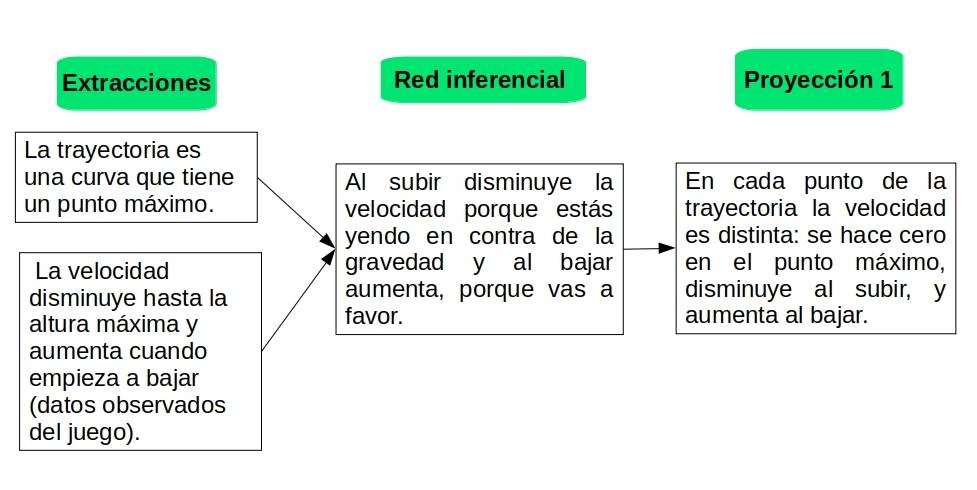 Extracciones
Red inferencial
Proyección 1
La trayectoria es
una curva que tiene
un punto máximo.
La velocidad
disminuye hasta la
altura máxima y
aumenta cuando
empieza a bajar
(datos observados
del juego).
Al subir disminuye la
velocidad porque estás
yendo en contra de la
gravedad y al bajar
aumenta, porque vas a
favor.
En cada punto de la
trayectoria la velocidad
es distinta: se hace cero
en el punto máximo,
disminuye al subir, y
aumenta al bajar.